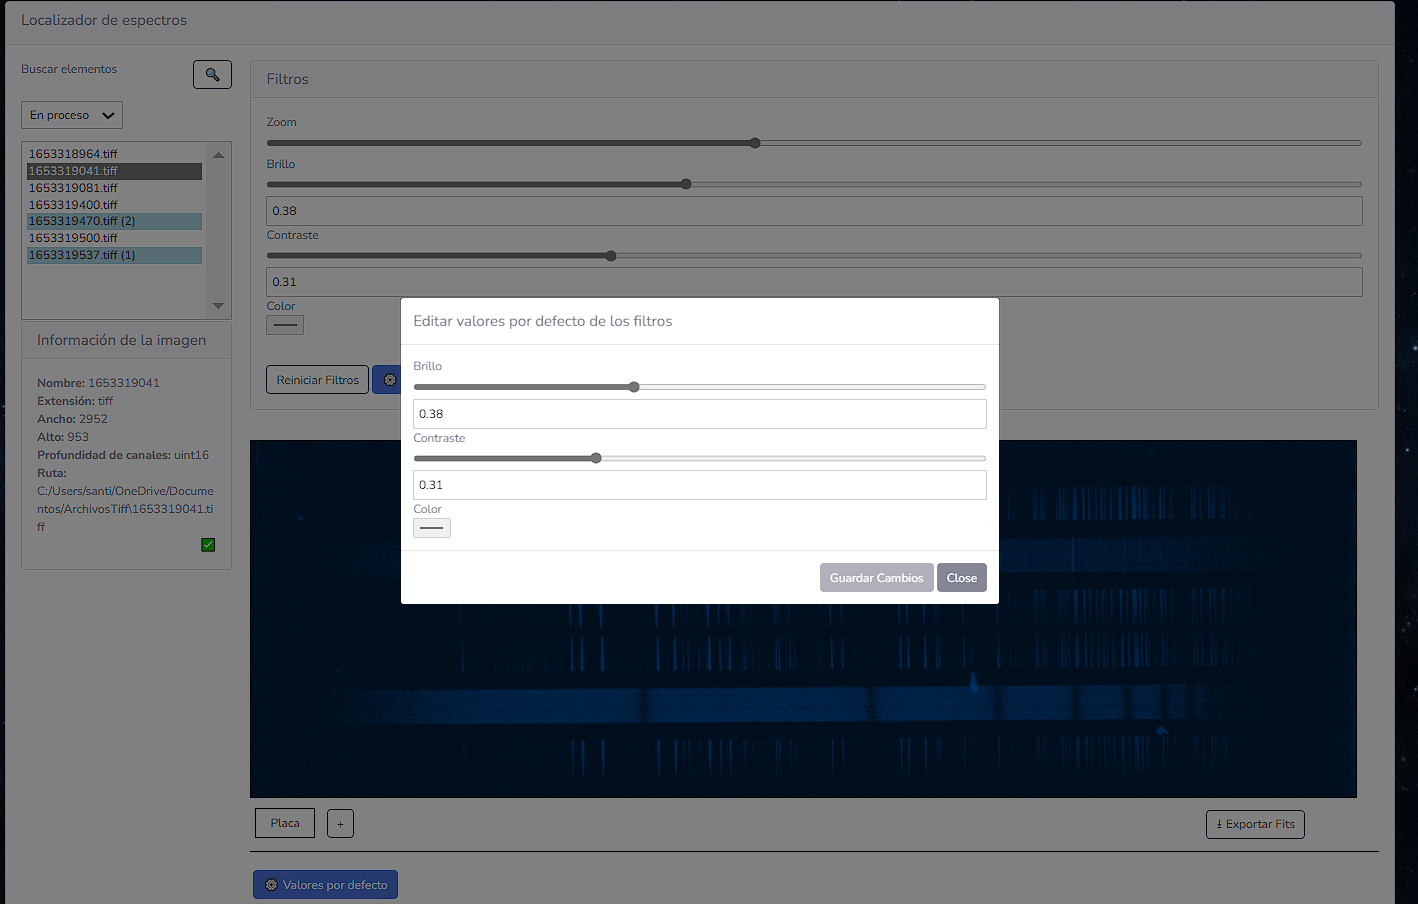 Localizador de espectros
Buscar elementos
En proceso
1653318964.tiff
1653319041.tiff
1653319081.tiff
1653319400.tiff
1653319470.tiff (2)
1653319500.tiff
1653319537.tiff (1)
Información de la imagen
Nombre: 1653319041
Extensión: tiff
Ancho: 2952
Alto: 953
Profundidad de canales: uint16
Ruta:
C:/Users/santi/OneDrive/Docume
ntos/ArchivosTiff\1653319041.ti
ff
Filtros
Zoom
Brillo
0.38
Contraste
0.31
Color
Reiniciar Filtros
Editar valores por defecto de los filtros
Brillo
0.38
Contraste
0.31
Color
Guardar Cambios
Close
Placa
+
Exportar Fits
Valores por defecto